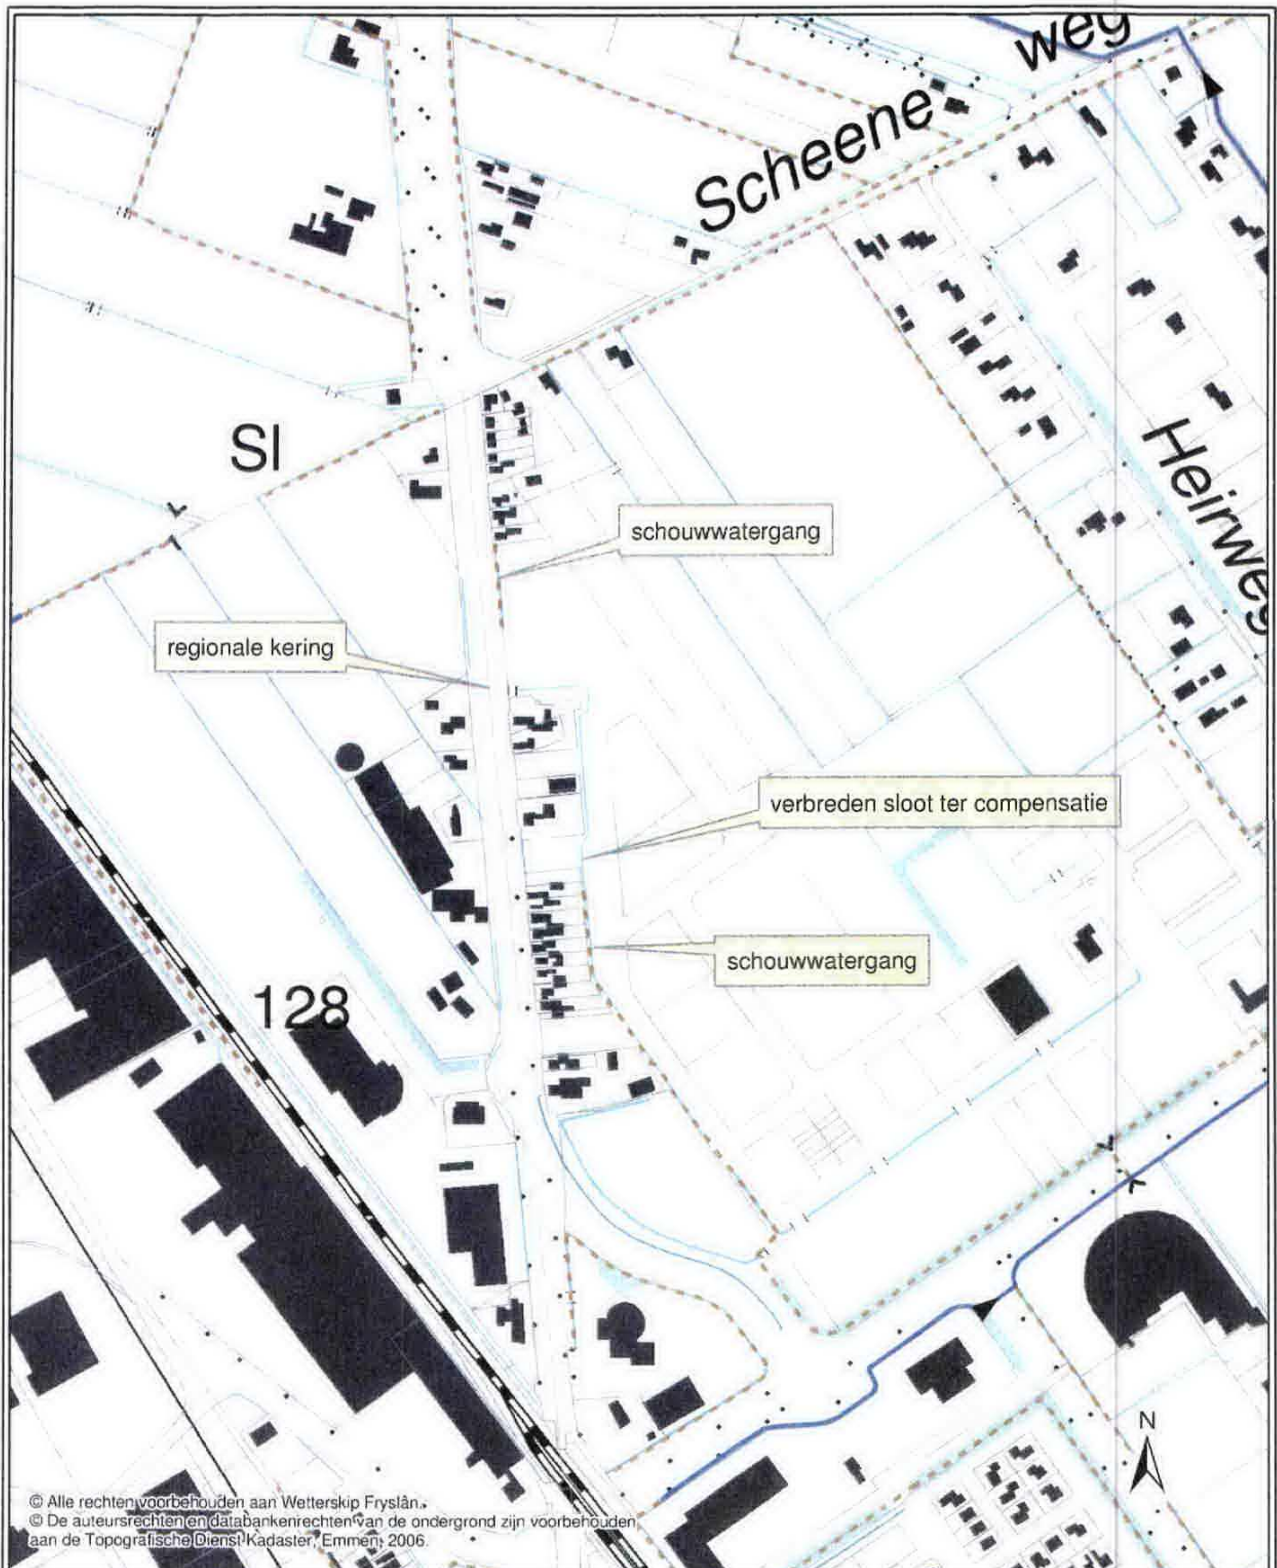 Scheene weg
Sl
schouwwatergang
Heirweg
regionale kering
verbreden sloot ter compensatie
schouwwatergang
128
N
© Alle rechten voorbehouden aan Wetterskip Fryslân.
© De auteursrechten en databankenrechten van de ondergrond zijn voorbehouden
aan de Topografische Dienst Kadaster, Emmen, 2006.